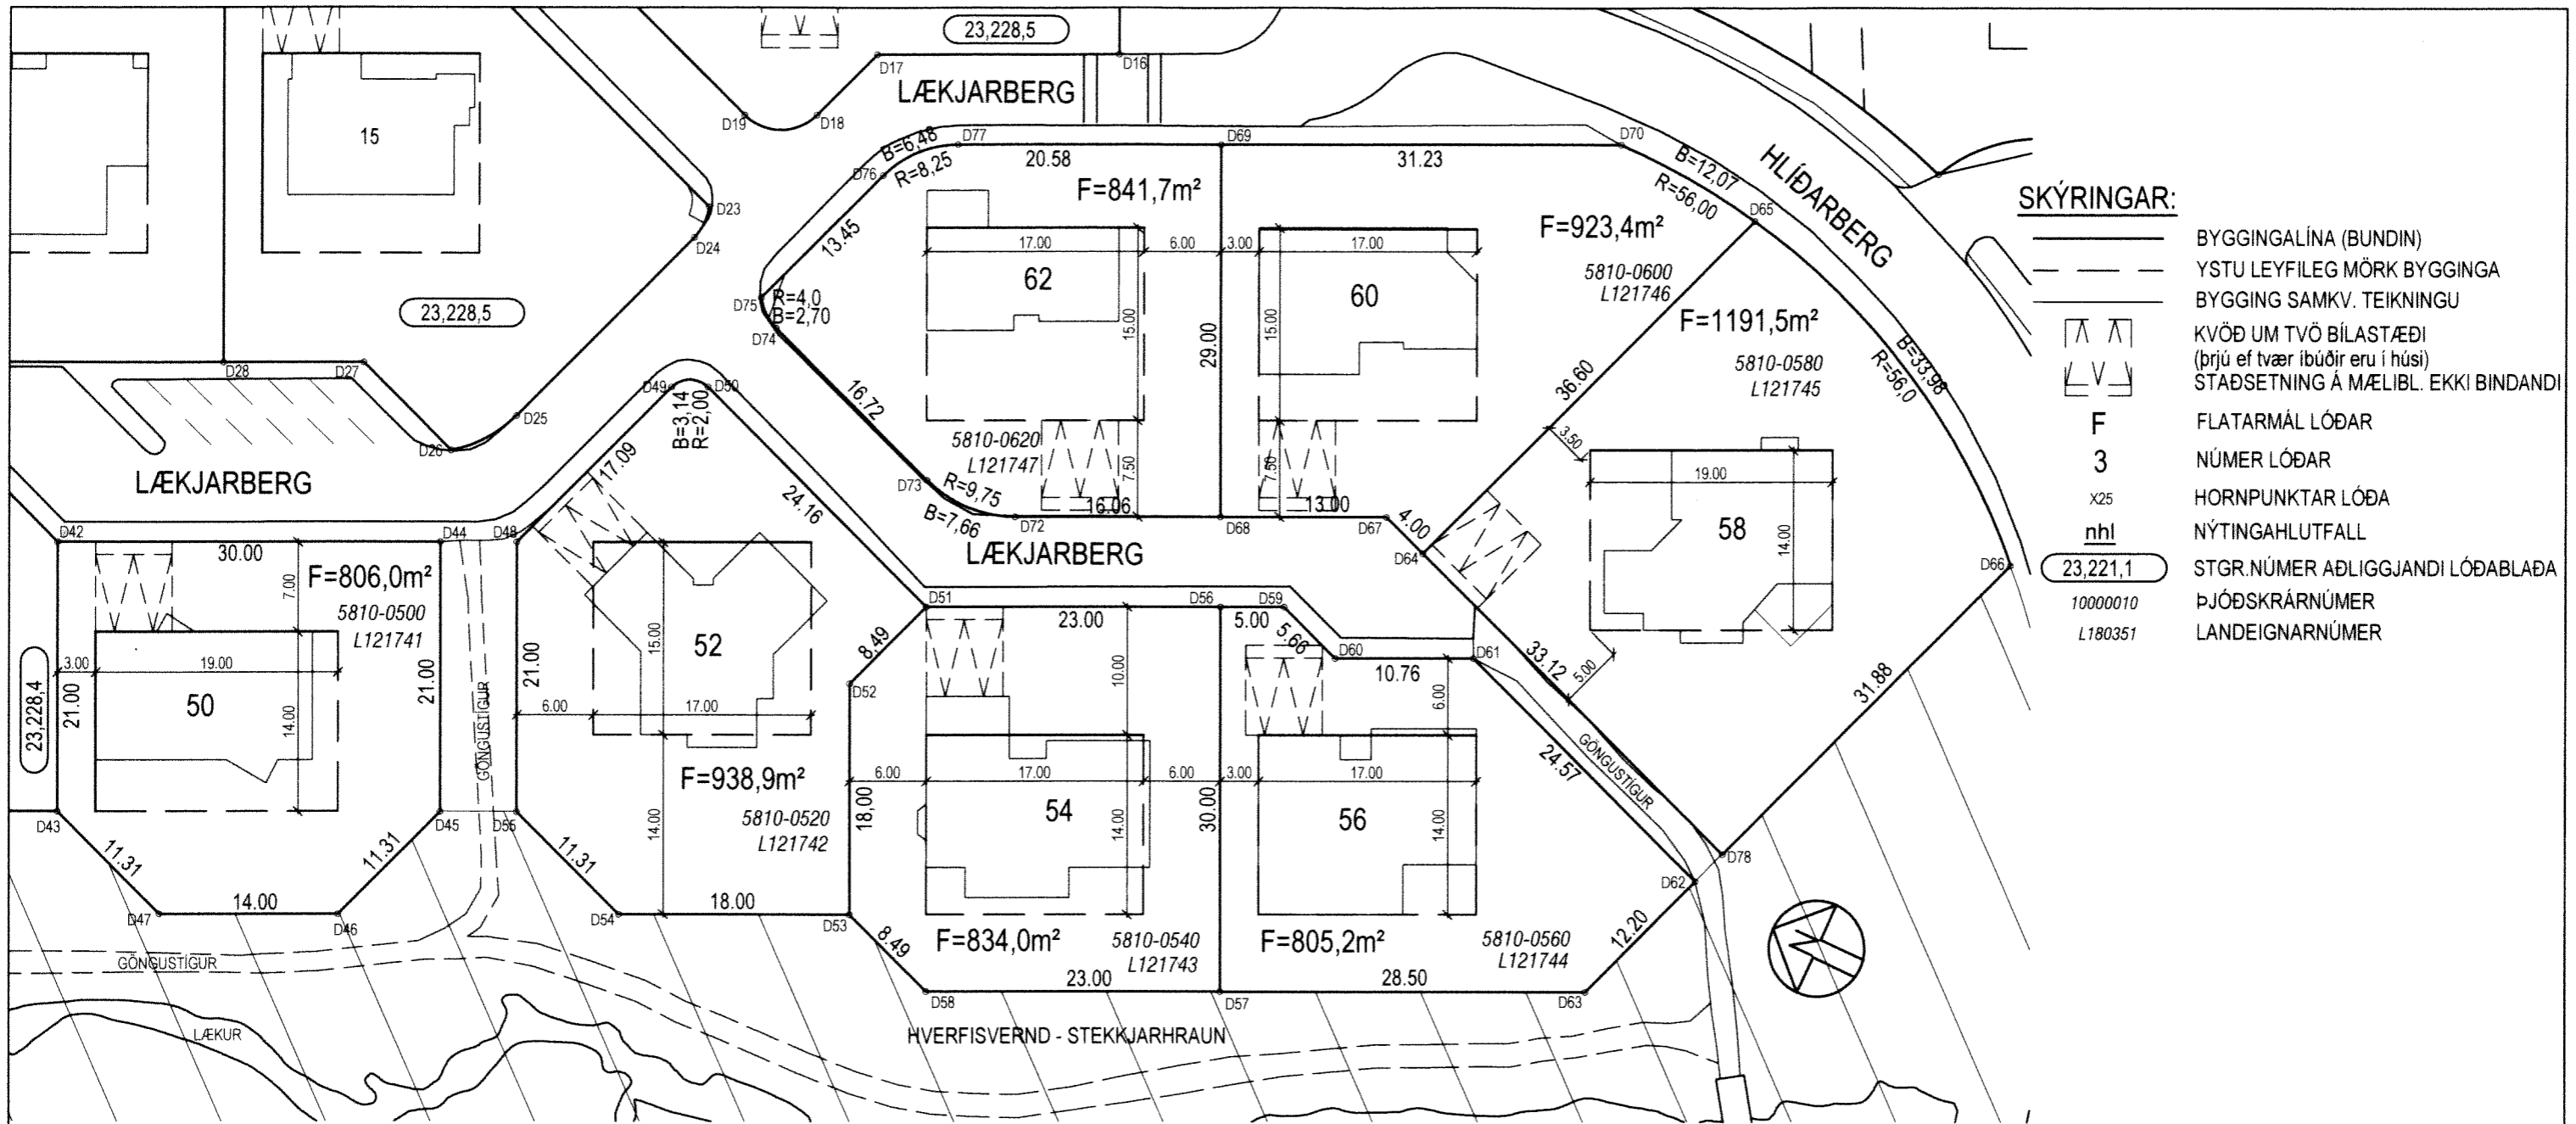 23,228,5
D17
D16
LÆKJARBERG
15
D19
D18
D77
D69
D70
B=6,48
R=8,25
20.58
31.23
B=12,07
R=56,00
HLÍÐARBERG
D76
D23
D24
D65
F=841,7m²
F=923,4m²
13.45
17.00
6.00
3.00
17.00
62
60
5810-0600
L121746
23,228,5
D75
R=4,0
B=2,70
D74
15.00
29.00
15.00
F=1191,5m²
5810-0580
L121745
B=33,98
R=56,0
D28
D27
D49
D50
B=3,14
R=2,00
16.72
36.60
D25
D26
17.09
5810-0620
L121747
7.50
7.50
3.50
LÆKJARBERG
24.16
D73
R=9,75
B=7,66
D72
16.06
D68
13.00
D67
4.00
D64
19.00
58
14.00
D42
30.00
D44
D48
LÆKJARBERG
D66
F=806,0m²
7.00
5810-0500
L121741
D51
23.00
D56
D59
5.00
5.66
D60
D61
10.76
33.12
5.00
31.88
23,228,4
3.00
19.00
21.00
50
14.00
21.00
GÖNGUSTÍGUR
21.00
15.00
52
8.49
D52
10.00
6.00
6.00
17.00
24.57
GÖNGUSTÍGUR
F=938,9m²
5810-0520
L121742
14.00
6.00
17.00
6.00
3.00
17.00
18,00
54
14.00
30.00
56
14.00
D43
D45
D55
11.31
11.31
11.31
D78
D62
D47
14.00
D46
D54
18.00
D53
8.49
F=834,0m²
5810-0540
L121743
F=805,2m²
5810-0560
L121744
12.20
GÖNGUSTÍGUR
D58
23.00
D57
28.50
D63
LÆKUR
HVERFISVERND - STEKKJARHRAUN
SKÝRINGAR:
BYGGINGALÍNA (BUNDIN)
YSTU LEYFILEG MÖRK BYGGINGA
BYGGING SAMKV. TEIKNINGU
KVÖÐ UM TVÖ BÍLASTÆÐI
(þrjú ef tvær íbúðir eru í húsi)
STAÐSETNING Á MÆLIBL. EKKI BINDANDI
F FLATARMÁL LÓÐAR
3 NÚMER LÓÐAR
X25 HORNPUNKTAR LÓÐA
nhl NÝTINGAHLUTFALL
23,221,1 STGR.NÚMER AÐLIGGJANDI LÓÐABLAÐA
10000010 ÞJÓÐSKRÁRNÚMER
L180351 LANDEIGNARNÚMER